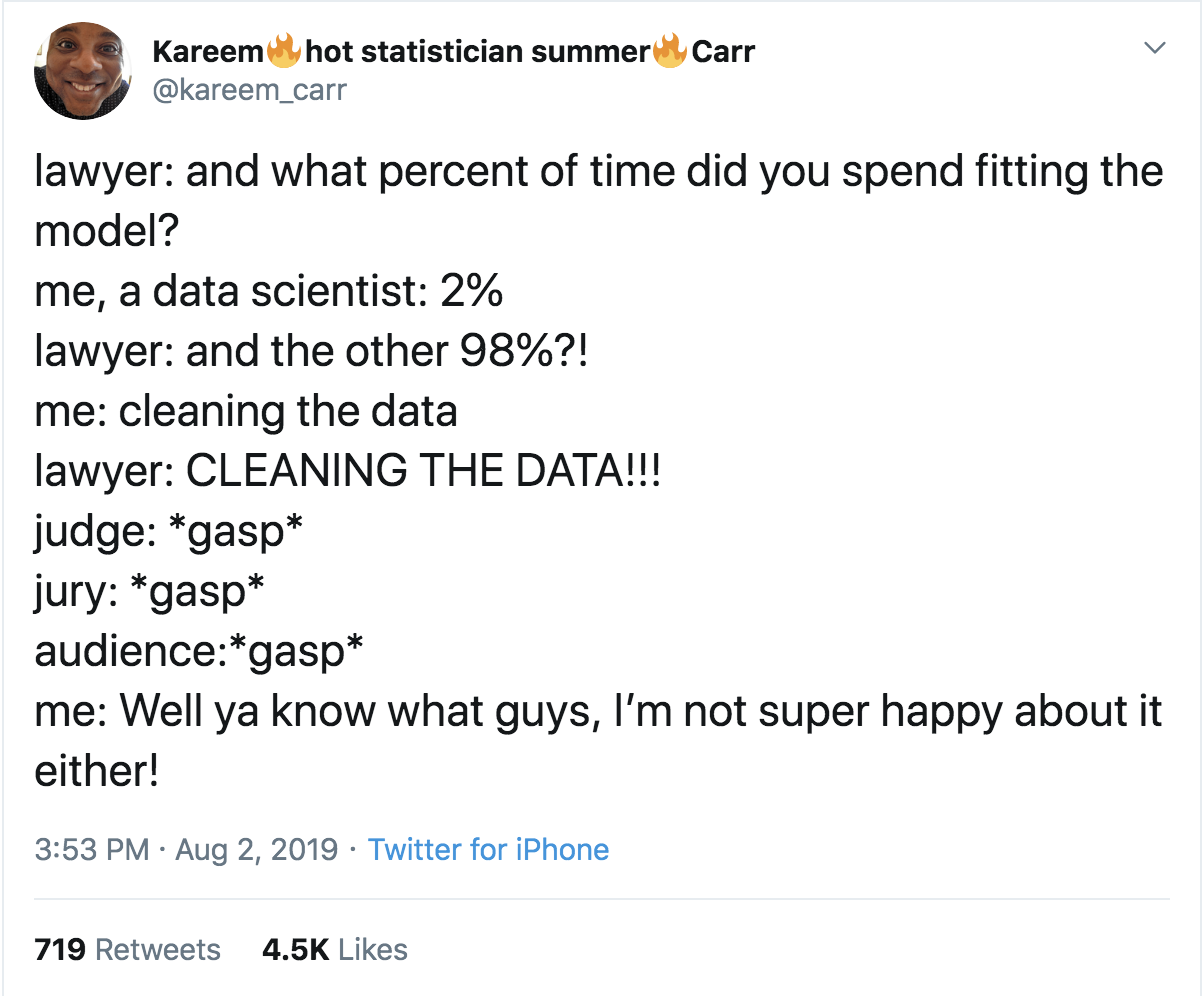 Kareem🔥hot statistician summer🔥Carr
@kareem_carr
lawyer: and what percent of time did you spend fitting the
model?
me, a data scientist: 2%
lawyer: and the other 98%?!
me: cleaning the data
lawyer: CLEANING THE DATA!!!
judge: *gasp*
jury: *gasp*
audience:*gasp*
me: Well ya know what guys, I’m not super happy about it
either!
3:53 PM · Aug 2, 2019 · Twitter for iPhone
719 Retweets 4.5K Likes